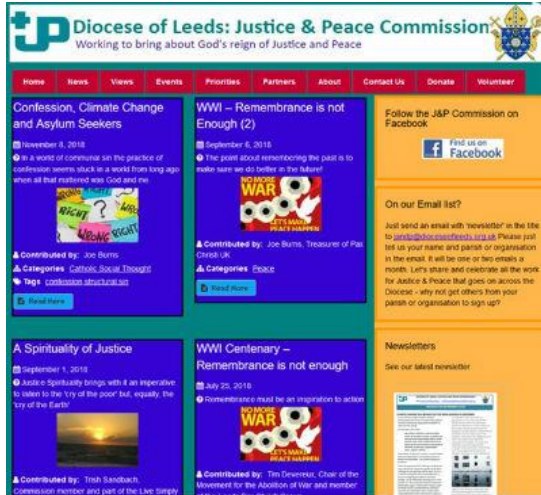 Diocese of Leeds: Justice & Peace Commission
Working to bring about God's reign of Justice and Peace
Home News Views Events Priorities Partners About Contact Us Donate Volunteer
Confession, Climate Change
and Asylum Seekers
November 8, 2018
In a world of communal sin the practice of
confession seems stuck in a world from long ago
when all that mattered was God and me
RIGHT ? WRONG
Contributed by: Joe Burns
Categories Catholic Social Thought
Tags confession,structural sin
Read More
WWI – Remembrance is not
Enough (2)
September 6, 2018
The point about remembering the past is to
make sure we do better in the future!
NO MORE
WAR
LET'S MAKE
PEACE HAPPEN
Contributed by: Joe Burns, Treasurer of Pax
Christi UK
Categories Peace
Read More
A Spirituality of Justice
September 1, 2018
Justice Spirituality brings with it an imperative
to listen to the 'cry of the poor' but, equally, the
'cry of the Earth'
Contributed by: Trish Sandbach,
Commission member and part of the Live Simply
WWI Centenary –
Remembrance is not enough
July 25, 2018
Remembrance must be an inspiration to action
NO MORE
WAR
LET'S MAKE
PEACE HAPPEN
Contributed by: Tim Devereux, Chair of the
Movement for the Abolition of War and member
Follow the J&P Commission on
Facebook
Find us on
Facebook
On our Email list?
Just send an email with 'newsletter' in the title
to jandp@dioceseofleeds.org.uk Please just
tell us your name and parish or organisation
in the email. It will be one or two emails a
month. Let's share and celebrate all the work
for Justice & Peace that goes on across the
Diocese - why not get others from your
parish or organisation to sign up?
Newsletters
See our latest newsletter